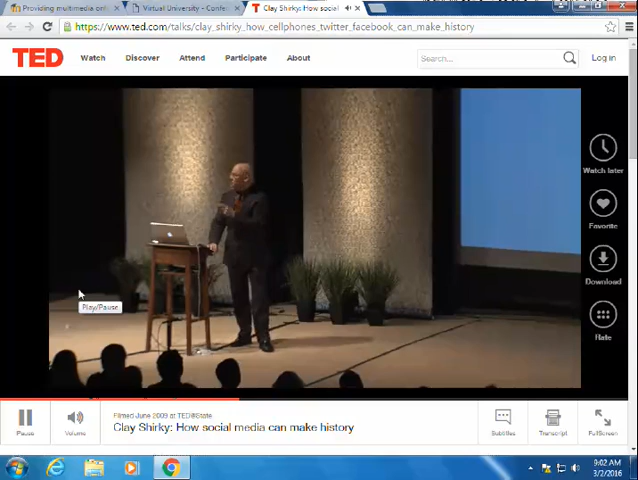 Providing multimedia onli
Virtual University - Confe
Clay Shirky: How social
https://www.ted.com/talks/clay_shirky_how_cellphones_twitter_facebook_can_make_history
TED Watch Discover Attend Participate About Search... Log in
Watch later
Favorite
Download
Rate
Play/Pause
Filmed June 2009 at TED@State
Clay Shirky: How social media can make history
Pause
Volume
Subtitles
Transcript
FullScreen
9:02 AM
3/2/2016